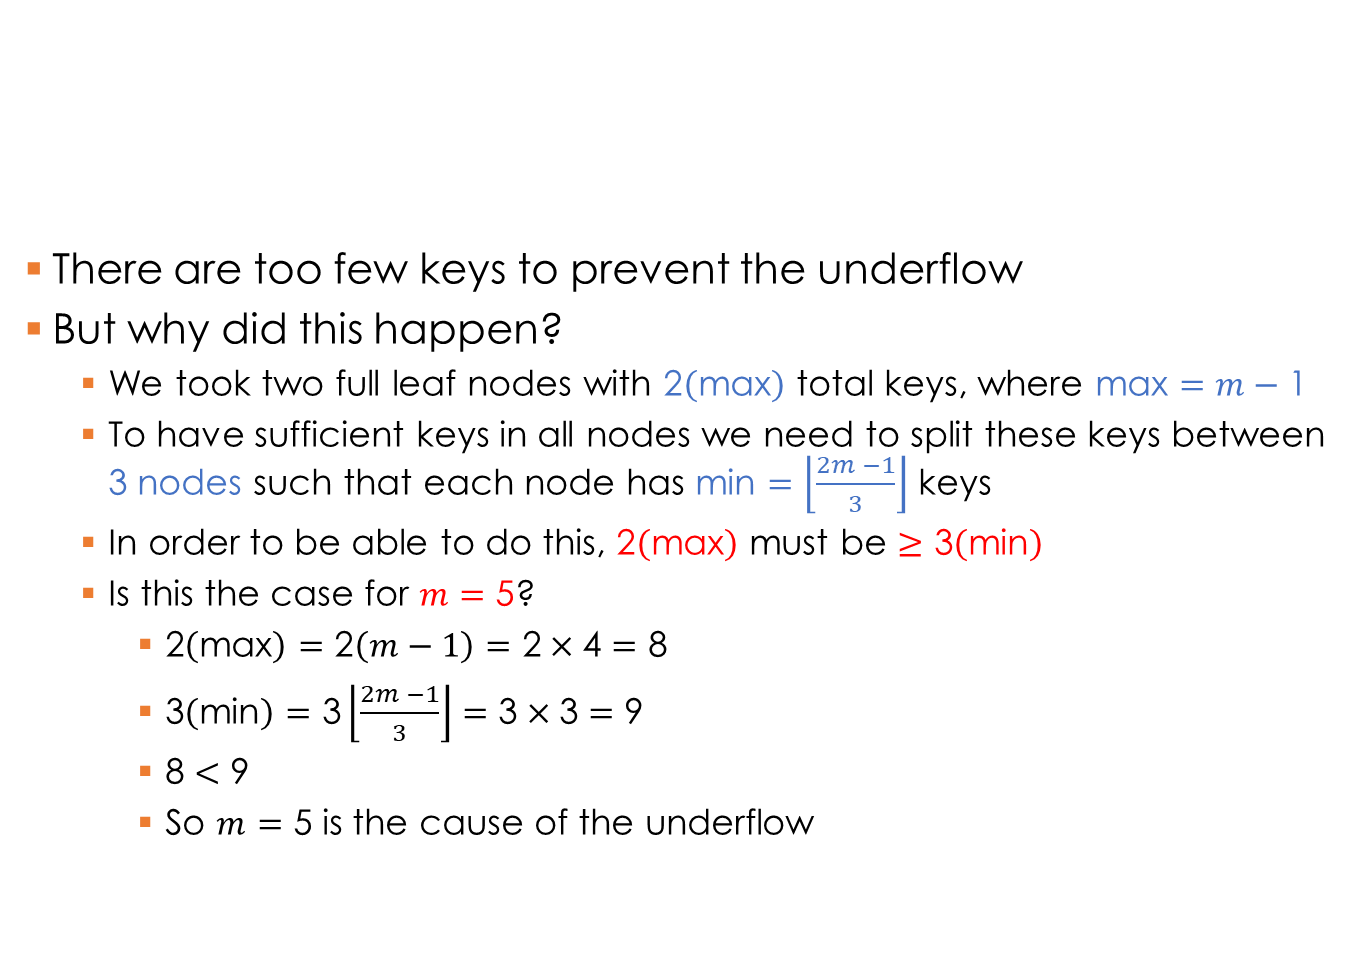 ▪ There are too few keys to prevent the underflow
▪ But why did this happen?
▪ We took two full leaf nodes with 2(max) total keys, where max = m − 1
▪ To have sufficient keys in all nodes we need to split these keys between
3 nodes such that each node has min = ⌊(2m −1)/3⌋ keys
▪ In order to be able to do this, 2(max) must be ≥ 3(min)
▪ Is this the case for m = 5?
▪ 2(max) = 2(m − 1) = 2 × 4 = 8
▪ 3(min) = 3⌊(2m −1)/3⌋ = 3 × 3 = 9
▪ 8 < 9
▪ So m = 5 is the cause of the underflow